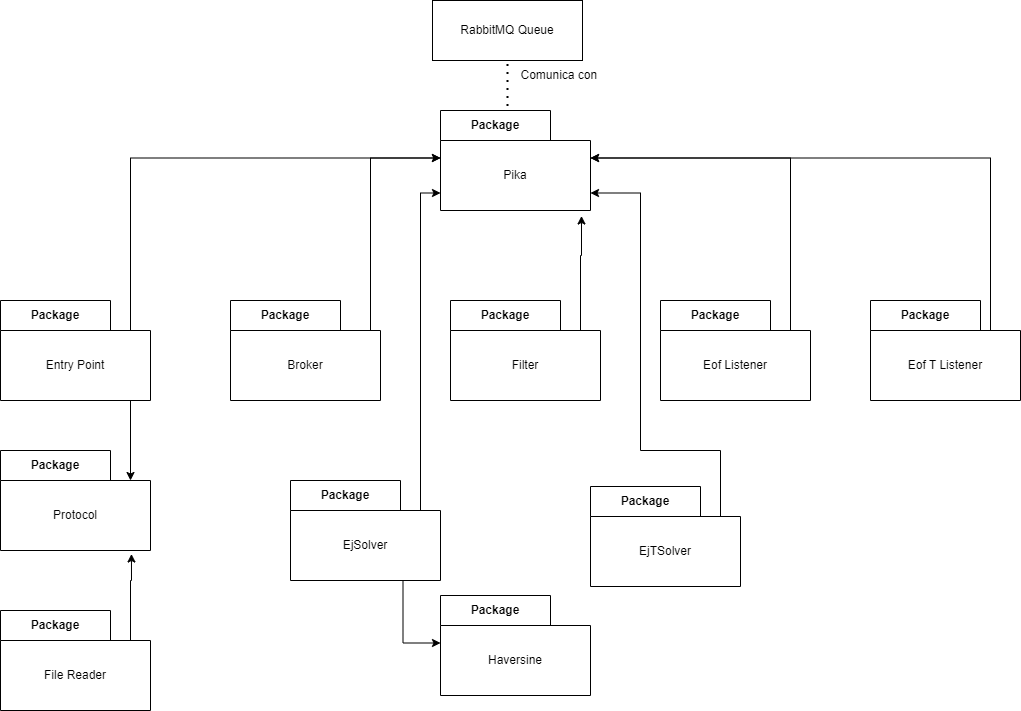 RabbitMQ Queue
Comunica con
Package
Pika
Package
Entry Point
Package
Broker
Package
Filter
Package
Eof Listener
Package
Eof T Listener
Package
Protocol
Package
EjSolver
Package
EjTSolver
Package
File Reader
Package
Haversine